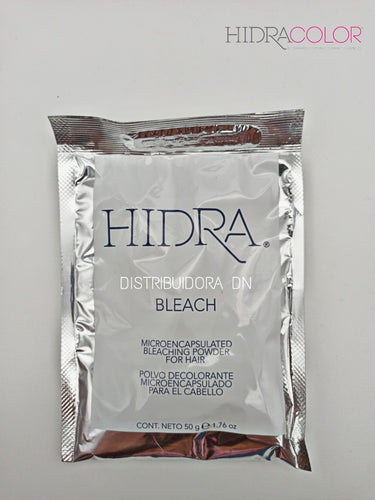 HIDRACOLOR®
HIDRA®
DISTRIBUIDORA DN
BLEACH
MICROENCAPSULATED
BLEACHING POWDER
FOR HAIR
POLVO DECOLORANTE
MICROENCAPSULADO
PARA EL CABELLO
CONT. NETO 50 g ℮ 1.76 oz